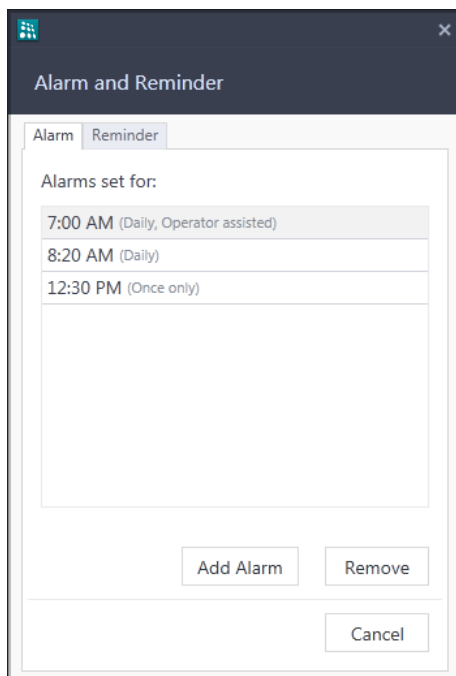 Alarm and Reminder
Alarm Reminder
Alarms set for:
7:00 AM (Daily, Operator assisted)
8:20 AM (Daily)
12:30 PM (Once only)
Add Alarm Remove
Cancel